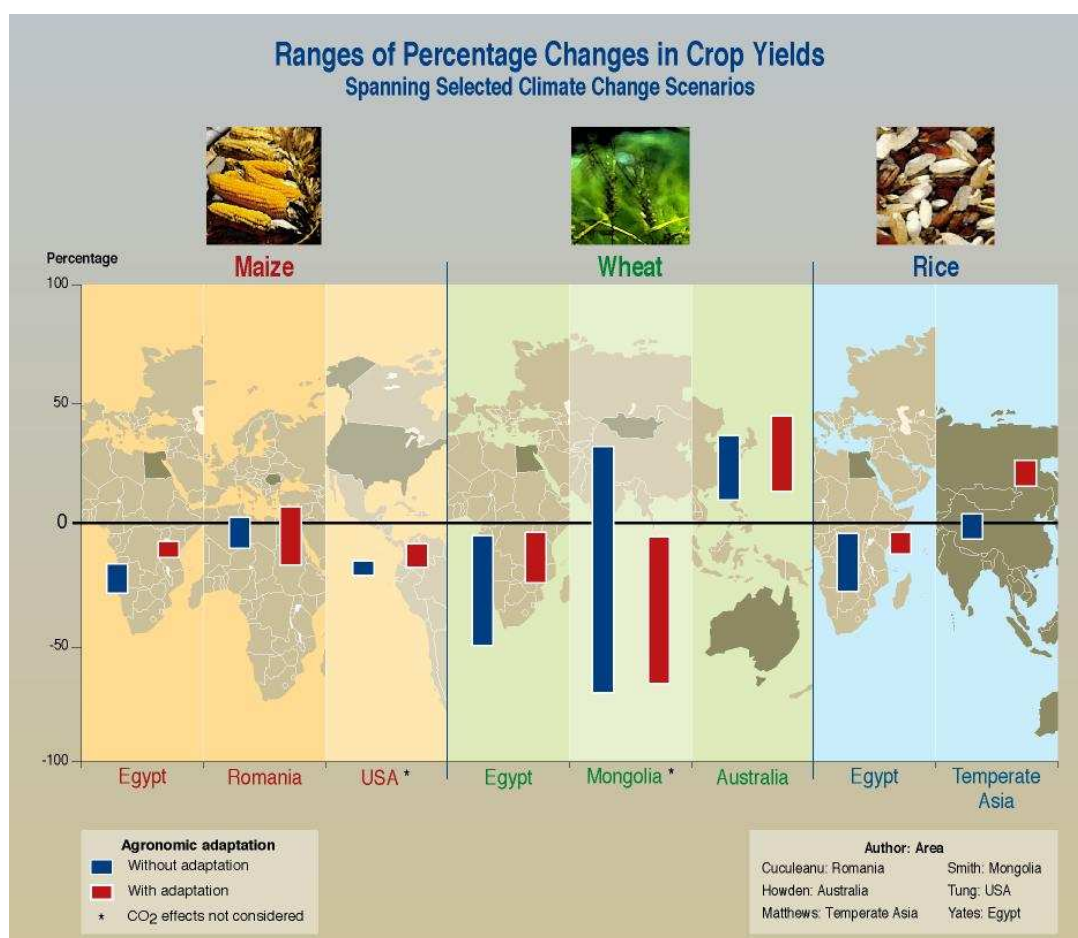 Ranges of Percentage Changes in Crop Yields
Spanning Selected Climate Change Scenarios
Percentage
Maize
Wheat
Rice
100
50
0
-50
-100
Egypt
Romania
USA *
Egypt
Mongolia *
Australia
Egypt
Temperate
Asia
Agronomic adaptation
Without adaptation
With adaptation
* CO2 effects not considered
Author: Area
Cuculeanu: Romania
Smith: Mongolia
Howden: Australia
Tung: USA
Matthews: Temperate Asia
Yates: Egypt